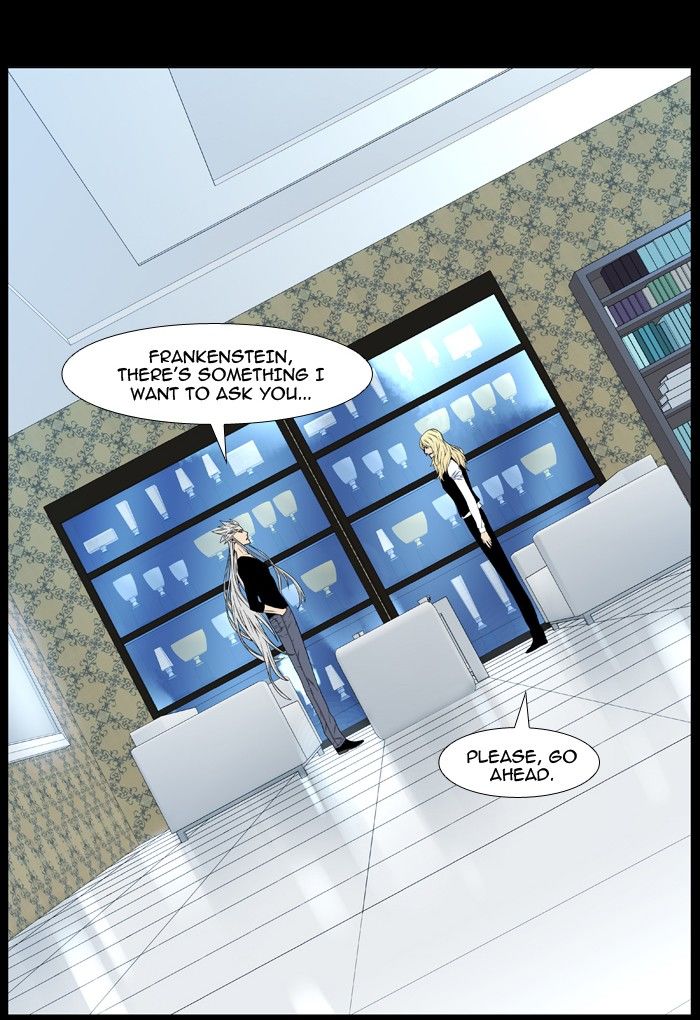 FRANKENSTEIN,
THERE'S SOMETHING I
WANT TO ASK YOU...
PLEASE, GO
AHEAD.